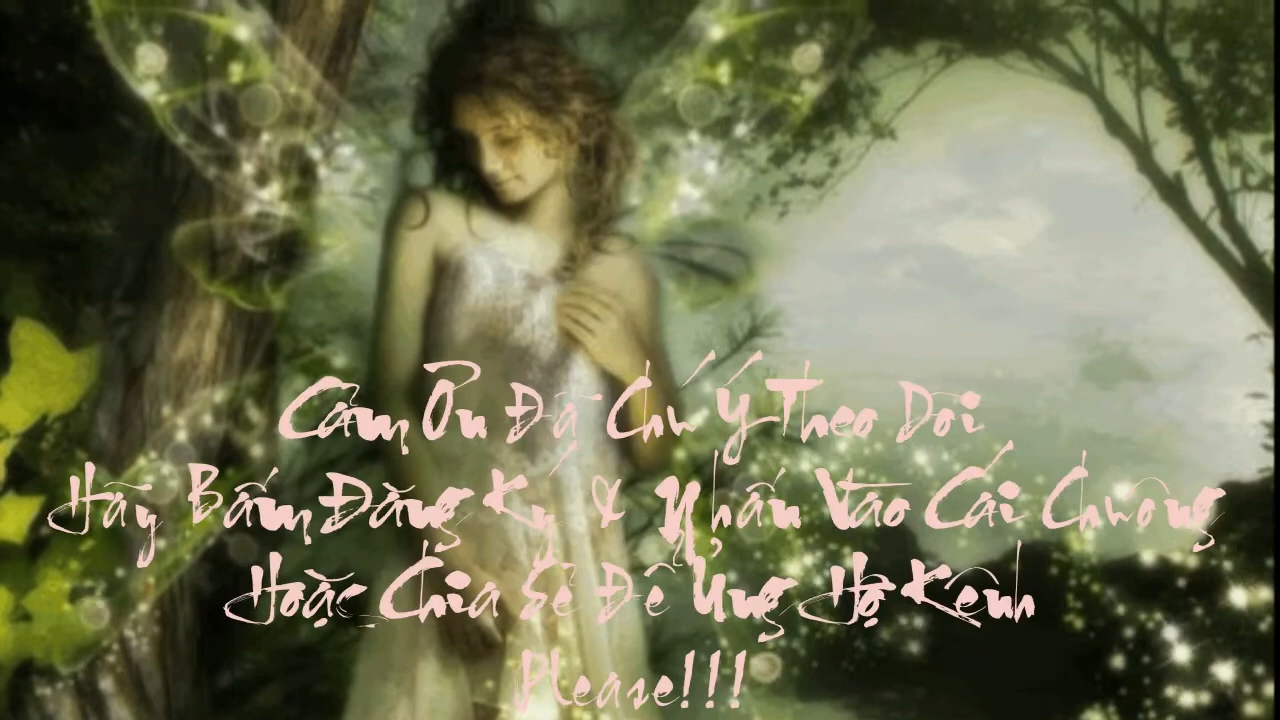 Cảm Ơn Đã Chú Ý Theo Dõi
Hãy Bấm Đăng Ký & Nhấn Vào Cái Chuông
Hoặc Chia Sẻ Để Ủng Hộ Kênh
Please!!!